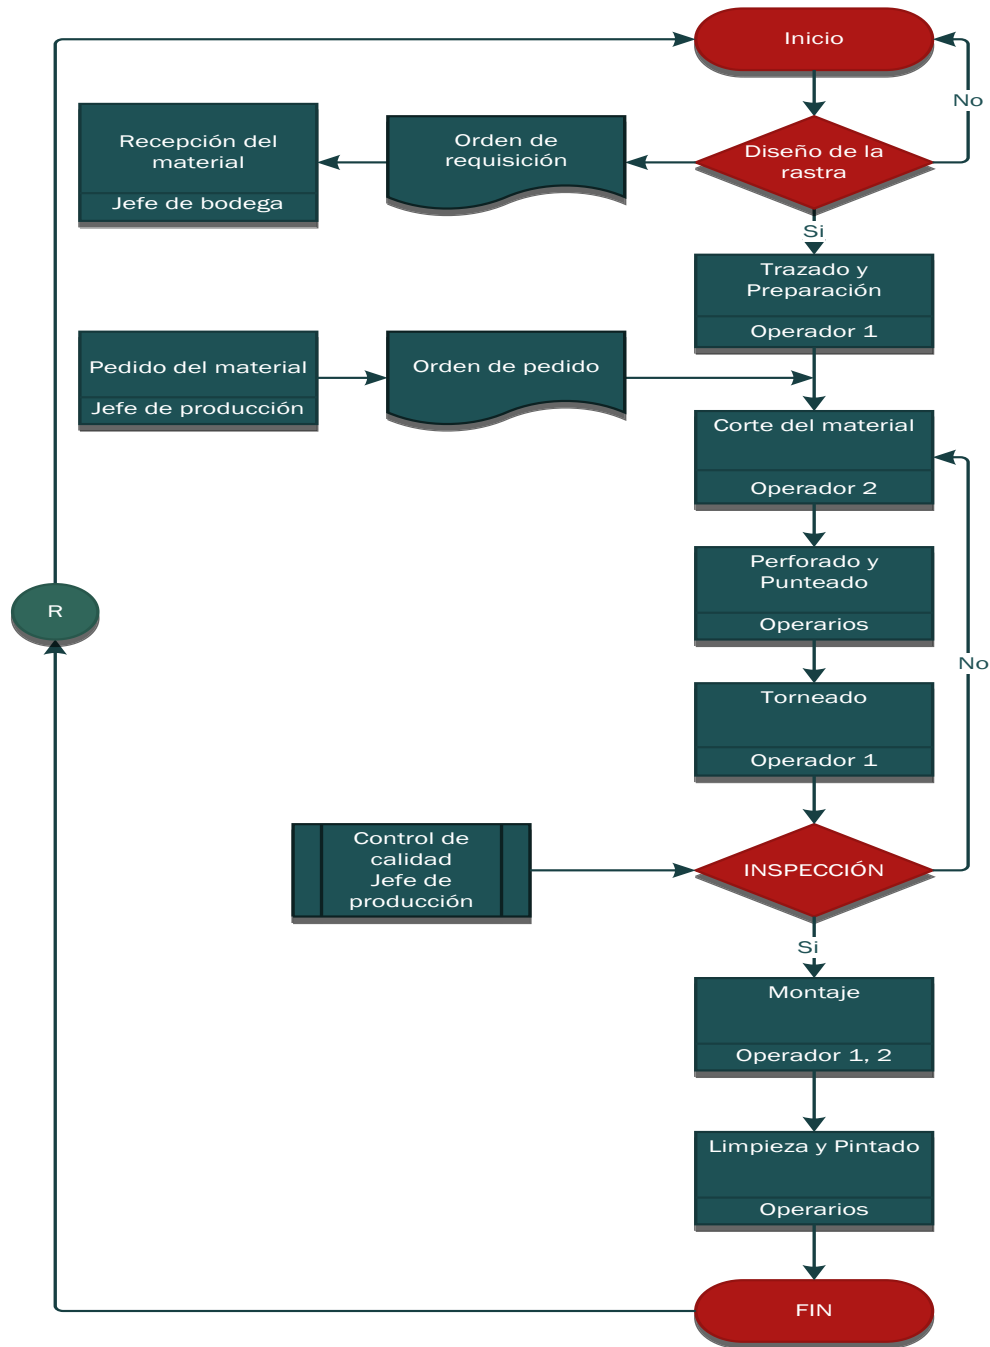 Inicio
No
Diseño de la
rastra
Orden de
requisición
Recepción del
material
Jefe de bodega
Si
Trazado y
Preparación
Operador 1
Pedido del material
Jefe de producción
Orden de pedido
Corte del material
Operador 2
Perforado y
Punteado
Operarios
R
No
Torneado
Operador 1
Control de
calidad
Jefe de
producción
INSPECCIÓN
Si
Montaje
Operador 1, 2
Limpieza y Pintado
Operarios
FIN